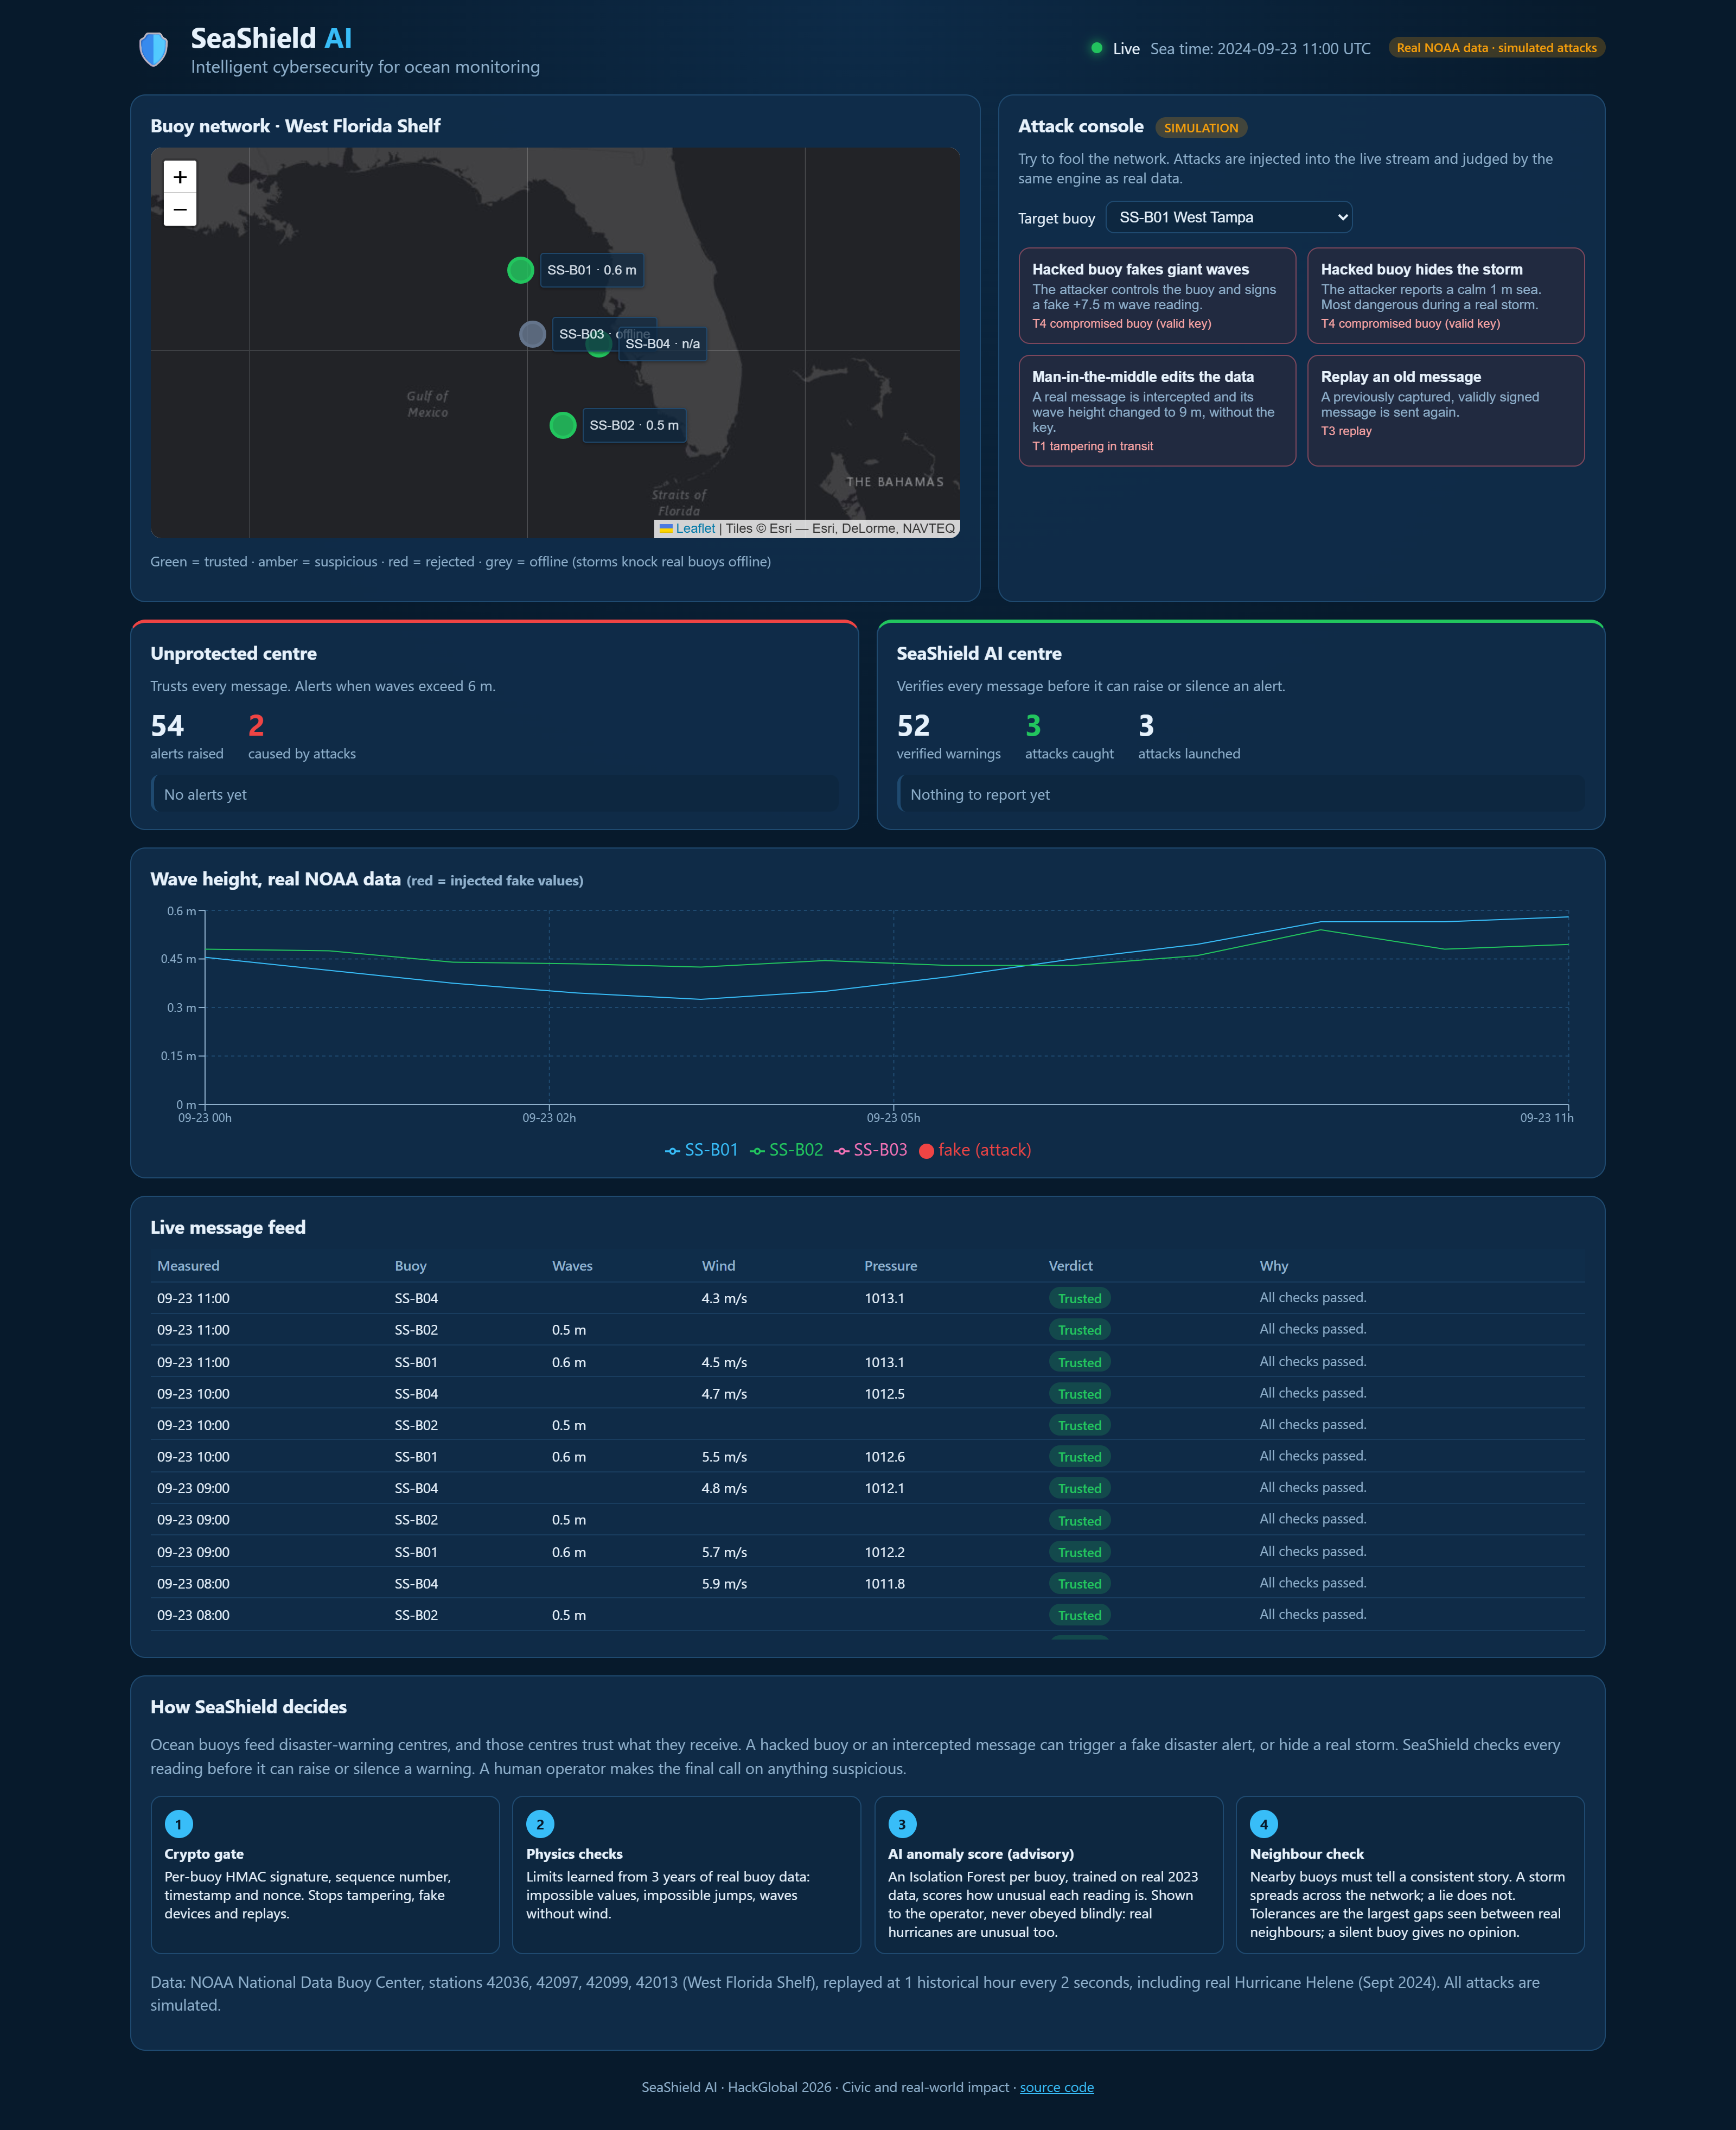 SeaShield AI
Intelligent cybersecurity for ocean monitoring
Live Sea time: 2024-09-23 11:00 UTC Real NOAA data · simulated attacks
Buoy network · West Florida Shelf
+
−
SS-B01 · 0.6 m
SS-B03 · offline
SS-B04 · n/a
SS-B02 · 0.5 m
Gulf of
Mexico
THE BAHAMAS
Straits of
Florida
Leaflet | Tiles © Esri — Esri, DeLorme, NAVTEQ
Green = trusted · amber = suspicious · red = rejected · grey = offline (storms knock real buoys offline)
Attack console SIMULATION
Try to fool the network. Attacks are injected into the live stream and judged by the
same engine as real data.
Target buoy SS-B01 West Tampa
Hacked buoy fakes giant waves
The attacker controls the buoy and signs
a fake +7.5 m wave reading.
T4 compromised buoy (valid key)
Hacked buoy hides the storm
The attacker reports a calm 1 m sea.
Most dangerous during a real storm.
T4 compromised buoy (valid key)
Man-in-the-middle edits the data
A real message is intercepted and its
wave height changed to 9 m, without the
key.
T1 tampering in transit
Replay an old message
A previously captured, validly signed
message is sent again.
T3 replay
Unprotected centre
Trusts every message. Alerts when waves exceed 6 m.
54 2
alerts raised caused by attacks
No alerts yet
SeaShield AI centre
Verifies every message before it can raise or silence an alert.
52 3 3
verified warnings attacks caught attacks launched
Nothing to report yet
Wave height, real NOAA data (red = injected fake values)
0.6 m
0.45 m
0.3 m
0.15 m
0 m
09-23 00h 09-23 02h 09-23 05h 09-23 11h
SS-B01 SS-B02 SS-B03 fake (attack)
Live message feed
Measured Buoy Waves Wind Pressure Verdict Why
09-23 11:00 SS-B04 4.3 m/s 1013.1 Trusted All checks passed.
09-23 11:00 SS-B02 0.5 m Trusted All checks passed.
09-23 11:00 SS-B01 0.6 m 4.5 m/s 1013.1 Trusted All checks passed.
09-23 10:00 SS-B04 4.7 m/s 1012.5 Trusted All checks passed.
09-23 10:00 SS-B02 0.5 m Trusted All checks passed.
09-23 10:00 SS-B01 0.6 m 5.5 m/s 1012.6 Trusted All checks passed.
09-23 09:00 SS-B04 4.8 m/s 1012.1 Trusted All checks passed.
09-23 09:00 SS-B02 0.5 m Trusted All checks passed.
09-23 09:00 SS-B01 0.6 m 5.7 m/s 1012.2 Trusted All checks passed.
09-23 08:00 SS-B04 5.9 m/s 1011.8 Trusted All checks passed.
09-23 08:00 SS-B02 0.5 m Trusted All checks passed.
How SeaShield decides
Ocean buoys feed disaster-warning centres, and those centres trust what they receive. A hacked buoy or an intercepted message can trigger a fake disaster alert, or hide a real storm. SeaShield checks every
reading before it can raise or silence a warning. A human operator makes the final call on anything suspicious.
1
Crypto gate
Per-buoy HMAC signature, sequence number,
timestamp and nonce. Stops tampering, fake
devices and replays.
2
Physics checks
Limits learned from 3 years of real buoy data:
impossible values, impossible jumps, waves
without wind.
3
AI anomaly score (advisory)
An Isolation Forest per buoy, trained on real 2023
data, scores how unusual each reading is. Shown
to the operator, never obeyed blindly: real
hurricanes are unusual too.
4
Neighbour check
Nearby buoys must tell a consistent story. A storm
spreads across the network; a lie does not.
Tolerances are the largest gaps seen between real
neighbours; a silent buoy gives no opinion.
Data: NOAA National Data Buoy Center, stations 42036, 42097, 42099, 42013 (West Florida Shelf), replayed at 1 historical hour every 2 seconds, including real Hurricane Helene (Sept 2024). All attacks are
simulated.
SeaShield AI · HackGlobal 2026 · Civic and real-world impact · source code